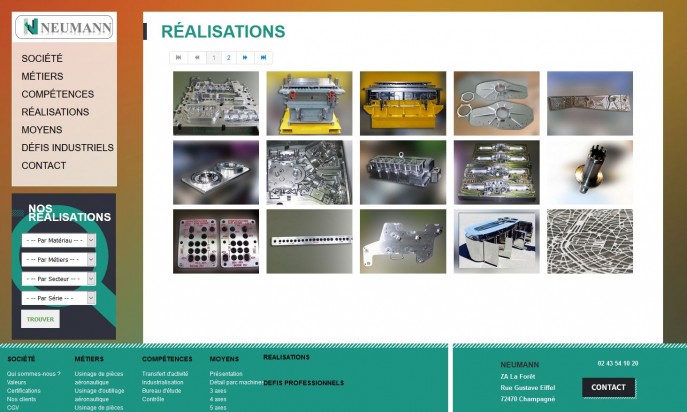 NEUMANN
SOCIÉTÉ
MÉTIERS
COMPÉTENCES
RÉALISATIONS
MOYENS
DÉFIS INDUSTRIELS
CONTACT
NOS
RÉALISATIONS
- -- Par Matériau -- -
- -- Par Métiers -- -
- -- Par Secteur -- -
- -- Par Série -- -
TROUVER
RÉALISATIONS
1 2
SOCIÉTÉ
Qui sommes-nous ?
Valeurs
Certifications
Nos clients
CGV
MÉTIERS
Usinage de pièces
aéronautique
Usinage d'outillage
aéronautique
Usinage de pièces
COMPÉTENCES
Transfert d'activité
Industrialisation
Bureau d'étude
Contrôle
MOYENS
Présentation
Détail parc machines
3 axes
4 axes
5 axes
REALISATIONS
DEFIS PROFESSIONNELS
NEUMANN
ZA La Forêt
Rue Gustave Eiffel
72470 Champagné
02 43 54 10 20
CONTACT